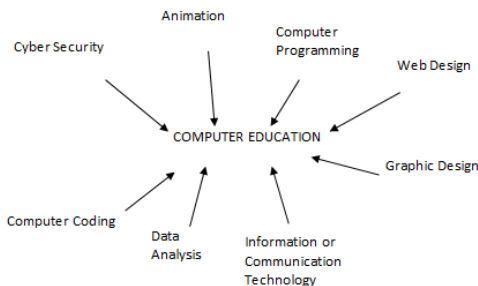 Animation
Cyber Security
Computer
Programming
Web Design
COMPUTER EDUCATION
Graphic Design
Computer Coding
Data
Analysis
Information or
Communication
Technology